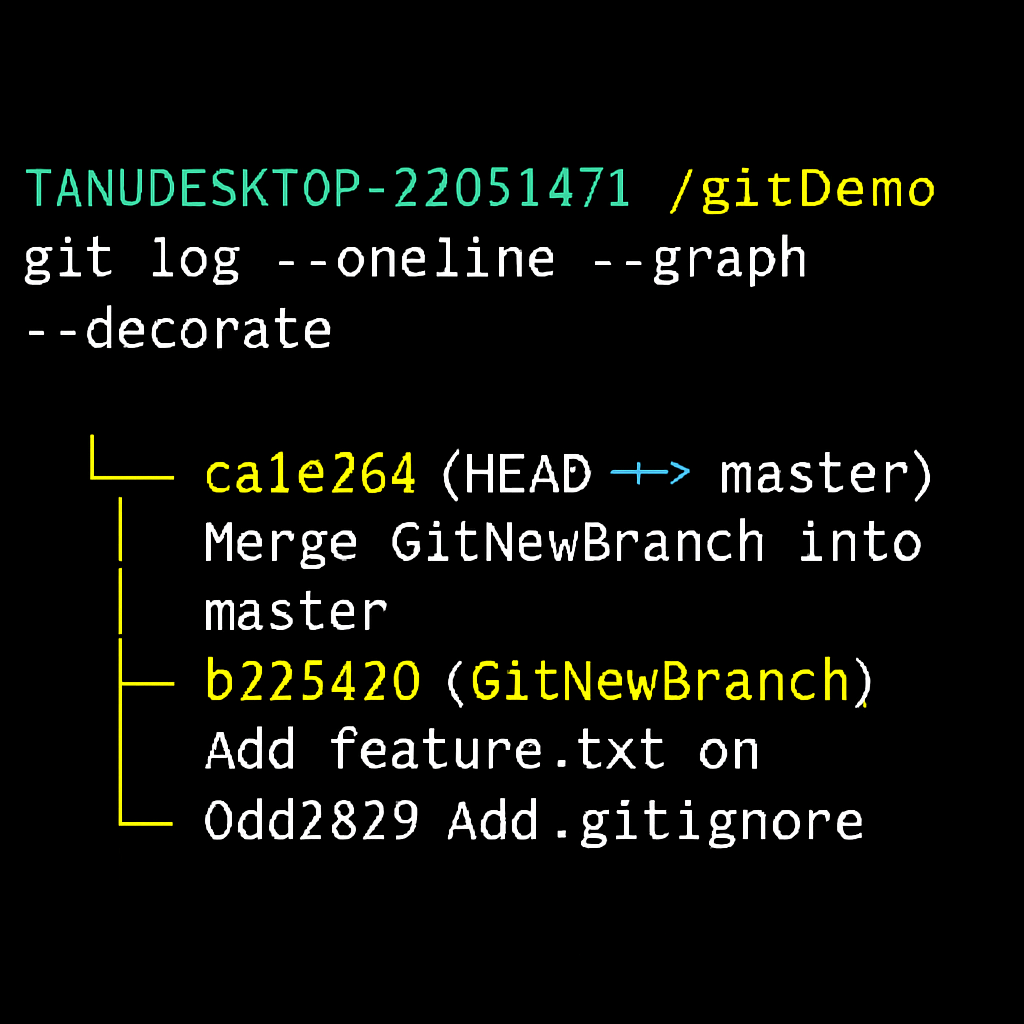 TANUDESKTOP-22051471 /gitDemo
git log --oneline --graph
--decorate
ca1e264 (HEAD —+—> master)
Merge GitNewBranch into
master
b225420 (GitNewBranch)
Add feature.txt on
0dd2829 Add .gitignore